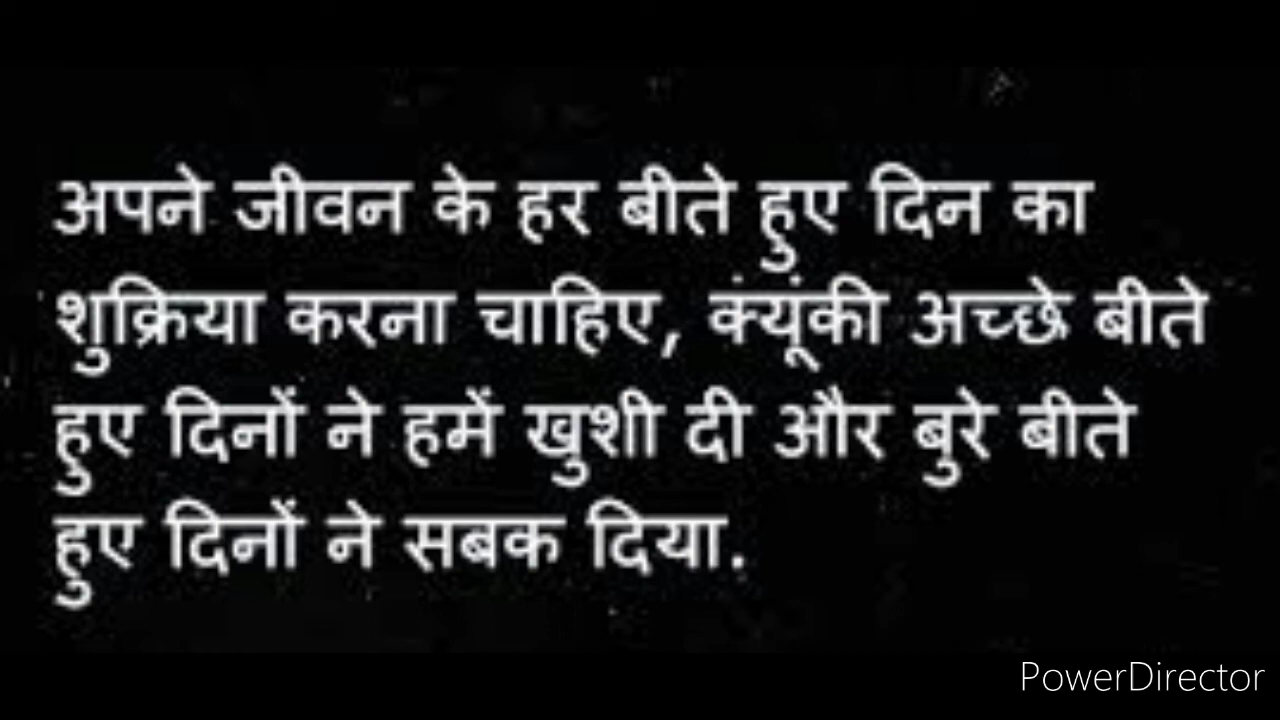 अपने जीवन के हर बीते हुए दिन का
शुक्रिया करना चाहिए, क्यूंकी अच्छे बीते
हुए दिनों ने हमें खुशी दी और बुरे बीते
हुए दिनों ने सबक दिया.
PowerDirector